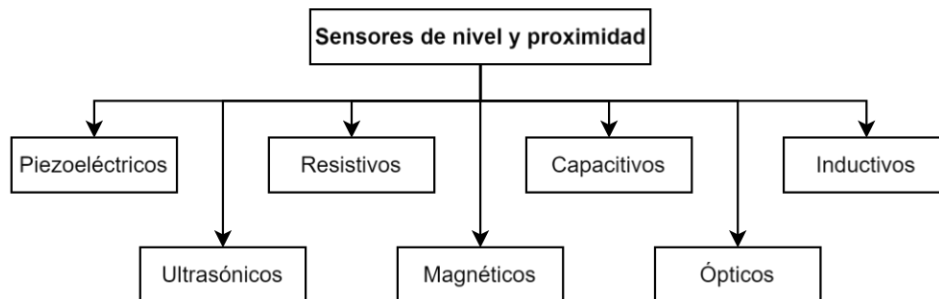 Sensores de nivel y proximidad
Piezoeléctricos
Resistivos
Capacitivos
Inductivos
Ultrasónicos
Magnéticos
Ópticos